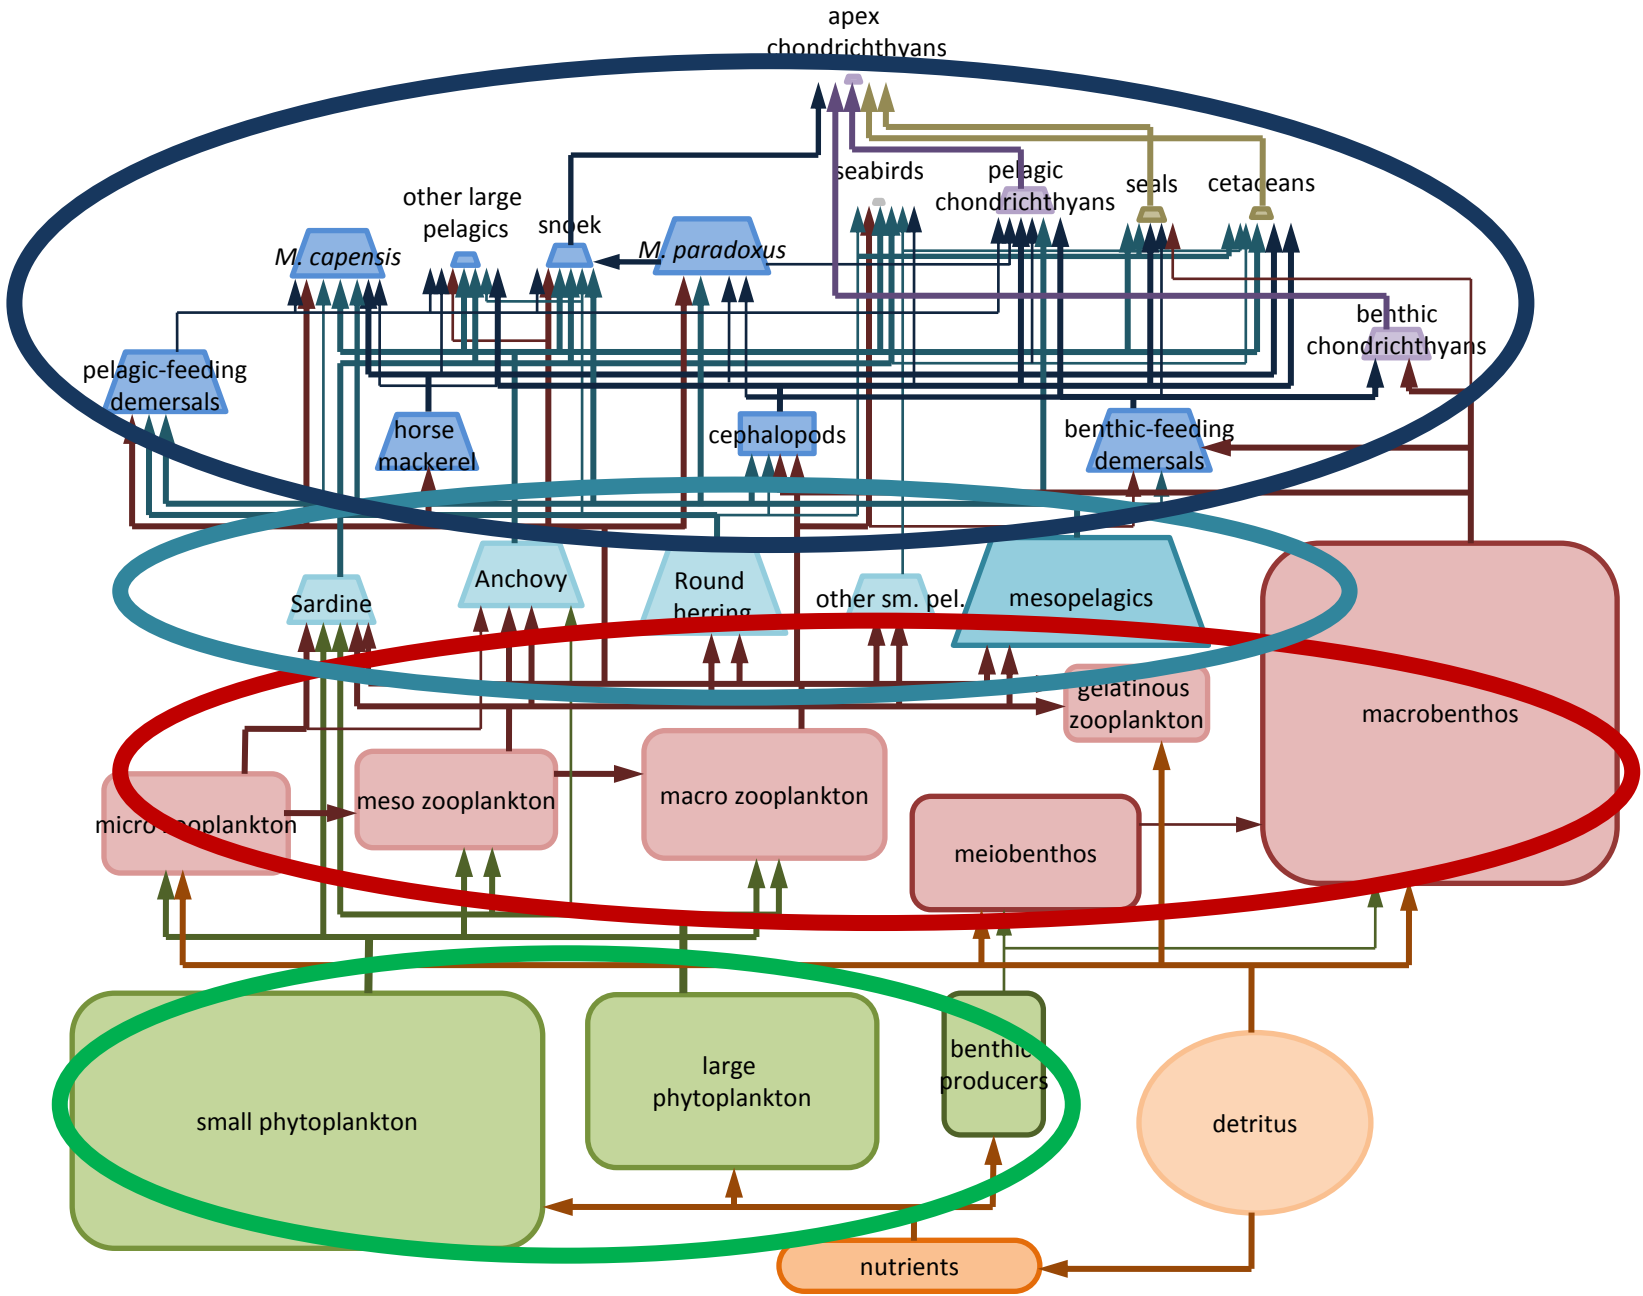 apex
chondrichthyans
seabirds
pelagic
chondrichthyans
seals
cetaceans
other large
pelagics
snoek
M. capensis
M. paradoxus
benthic
chondrichthyans
pelagic-feeding
demersals
horse
mackerel
cephalopods
benthic-feeding
demersals
Sardine
Anchovy
Round
herring
other sm. pel.
mesopelagics
gelatinous
zooplankton
macrobenthos
micro zooplankton
meso zooplankton
macro zooplankton
meiobenthos
small phytoplankton
large
phytoplankton
benthic
producers
detritus
nutrients